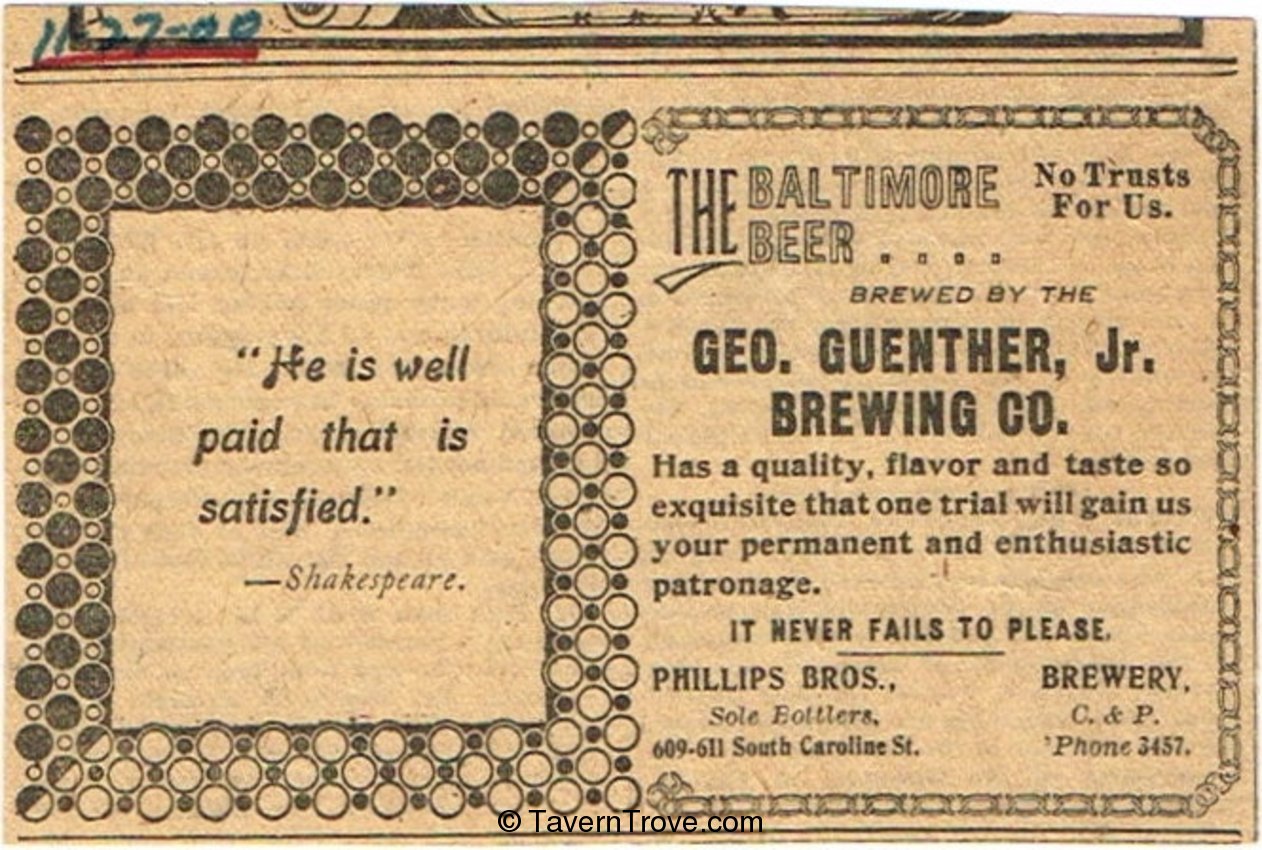 11-27-00
"He is well
paid that is
satisfied."
—Shakespeare.
THE BALTIMORE
BEER . . . .
No Trusts
For Us.
BREWED BY THE
GEO. GUENTHER, Jr.
BREWING CO.
Has a quality, flavor and taste so
exquisite that one trial will gain us
your permanent and enthusiastic
patronage.
IT NEVER FAILS TO PLEASE.
PHILLIPS BROS.,
Sole Bottlers,
609-611 South Caroline St.
BREWERY,
C. & P.
'Phone 3457.
© TavernTrove.com